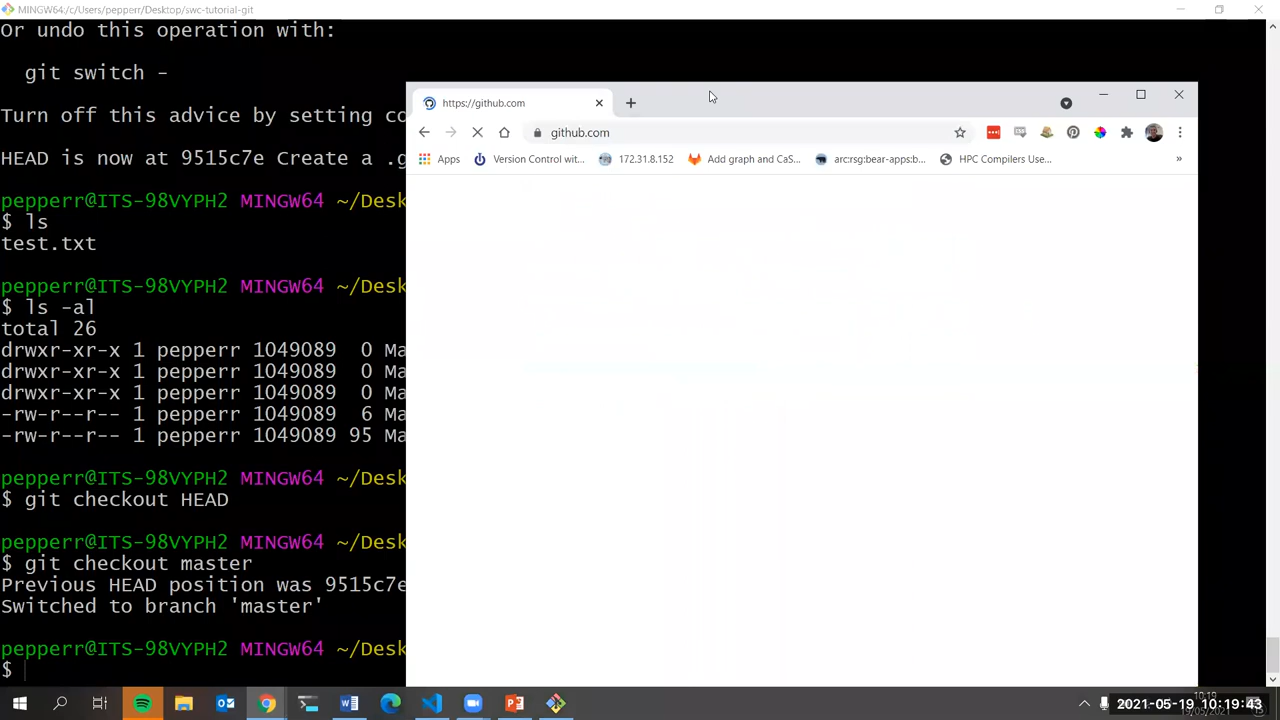 MINGW64:/c/Users/pepperr/Desktop/swc-tutorial-git
Or undo this operation with:
git switch -
Turn off this advice by setting co
HEAD is now at 9515c7e Create a .g
pepperr@ITS-98VYPH2 MINGW64 ~/Desk
$ ls
test.txt
pepperr@ITS-98VYPH2 MINGW64 ~/Desk
$ ls -al
total 26
drwxr-xr-x 1 pepperr 1049089 0 Ma
drwxr-xr-x 1 pepperr 1049089 0 Ma
drwxr-xr-x 1 pepperr 1049089 0 Ma
-rw-r--r-- 1 pepperr 1049089 6 Ma
-rw-r--r-- 1 pepperr 1049089 95 Ma
pepperr@ITS-98VYPH2 MINGW64 ~/Desk
$ git checkout HEAD
pepperr@ITS-98VYPH2 MINGW64 ~/Desk
$ git checkout master
Previous HEAD position was 9515c7e
Switched to branch 'master'
pepperr@ITS-98VYPH2 MINGW64 ~/Desk
$
https://github.com
github.com
Apps Version Control wit... 172.31.8.152 Add graph and CaS... arc:rsg:bear-apps:b... HPC Compilers Use... »
10:19
2021-05-19 10:19:43